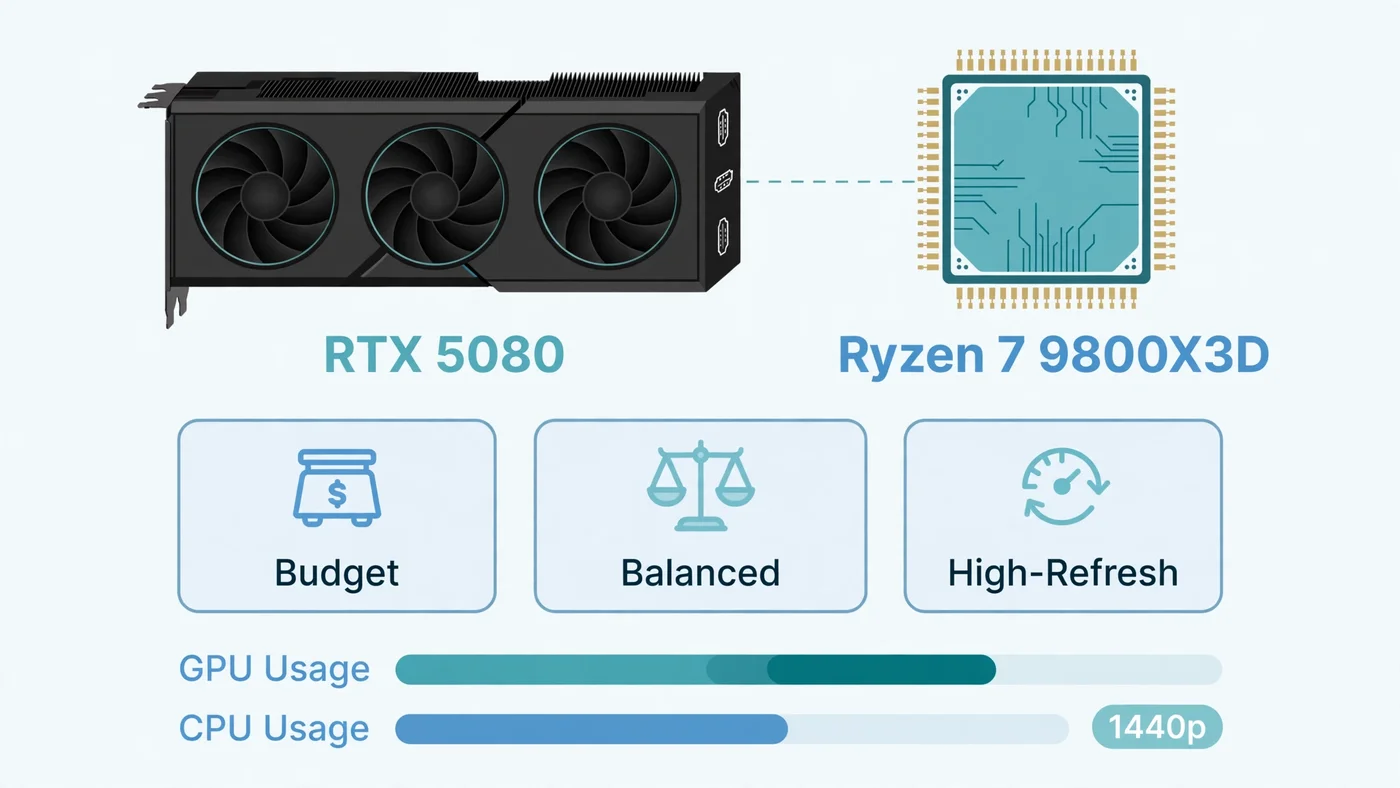 RTX 5080
Ryzen 7 9800X3D
$
Budget
Balanced
High-Refresh
GPU Usage
CPU Usage
1440p